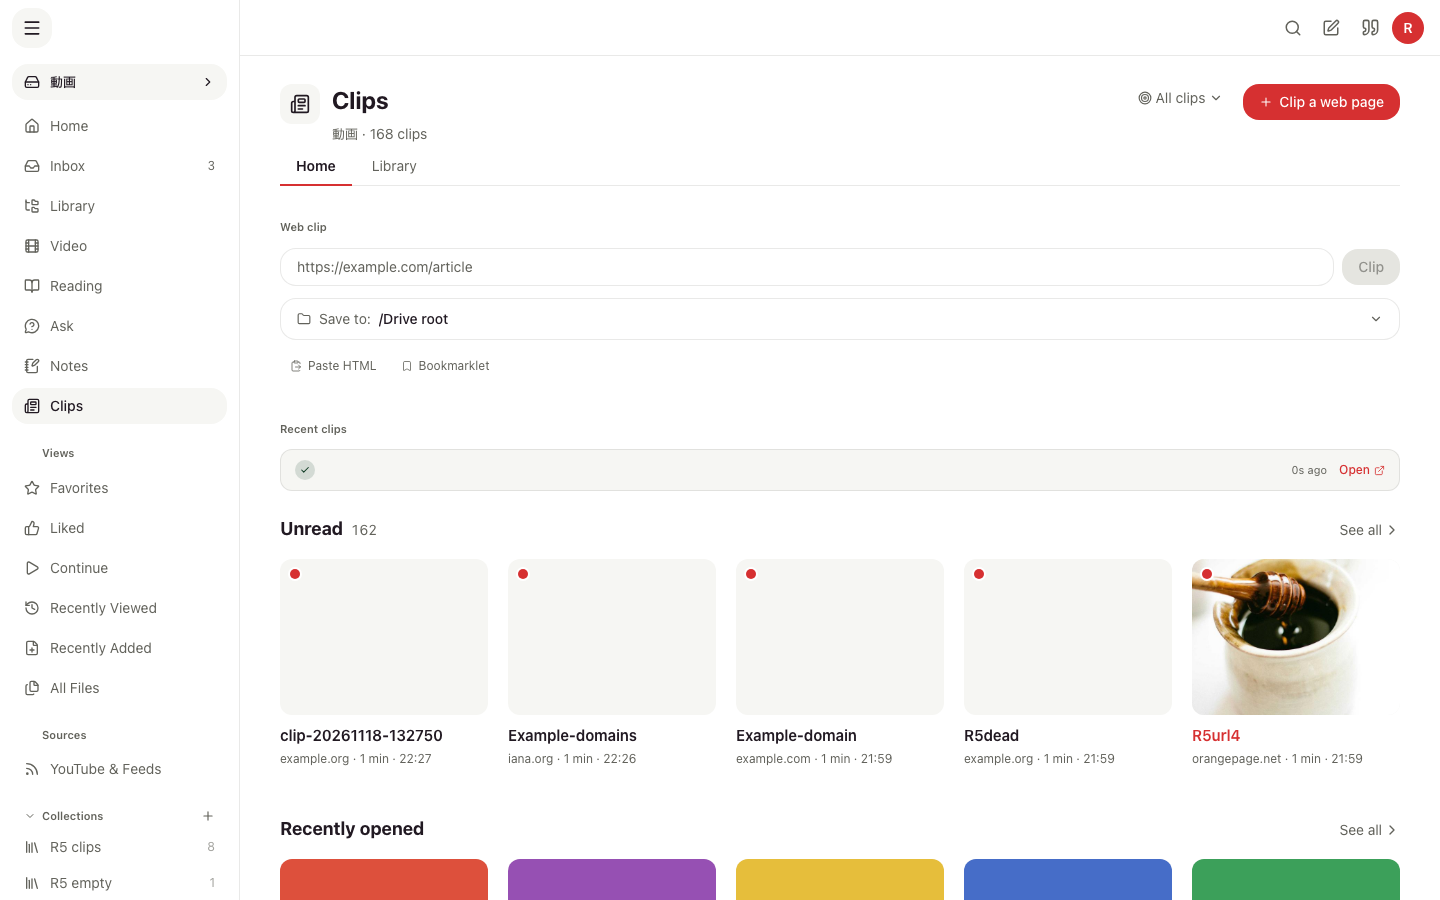 動画
Home
Inbox 3
Library
Video
Reading
Ask
Notes
Clips
Views
Favorites
Liked
Continue
Recently Viewed
Recently Added
All Files
Sources
YouTube & Feeds
Collections
R5 clips 8
R5 empty 1
R
Clips
動画 · 168 clips
All clips
Clip a web page
Home Library
Web clip
https://example.com/article
Clip
Save to: /Drive root
Paste HTML Bookmarklet
Recent clips
0s ago Open
Unread 162
See all
clip-20261118-132750
example.org · 1 min · 22:27
Example-domains
iana.org · 1 min · 22:26
Example-domain
example.com · 1 min · 21:59
R5dead
example.org · 1 min · 21:59
R5url4
orangepage.net · 1 min · 21:59
Recently opened
See all